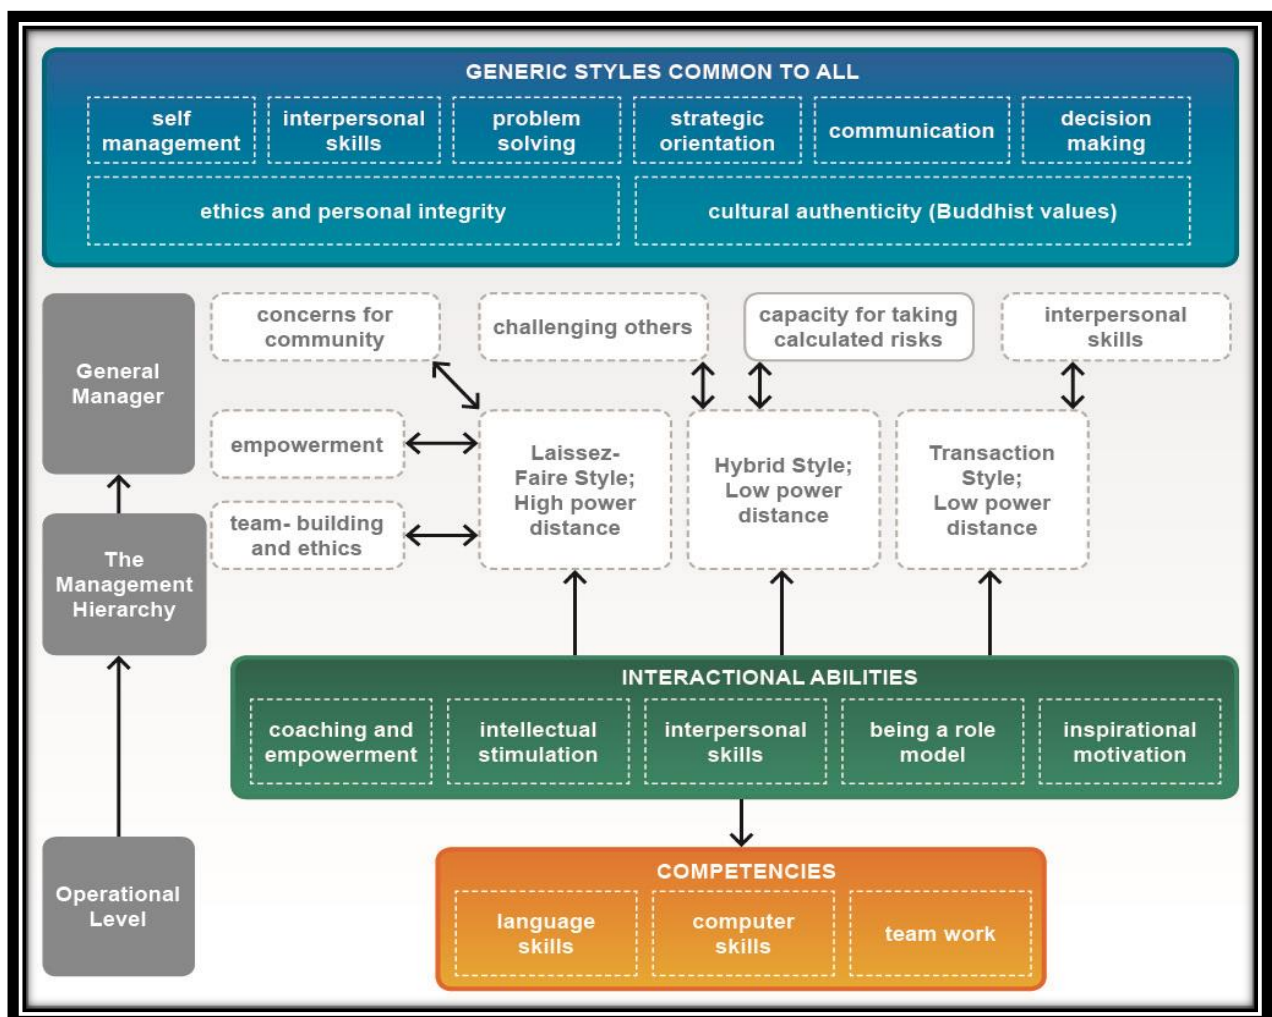 GENERIC STYLES COMMON TO ALL
self
management
interpersonal
skills
problem
solving
strategic
orientation
communication
decision
making
ethics and personal integrity
cultural authenticity (Buddhist values)
General
Manager
concerns for
community
challenging others
capacity for taking
calculated risks
interpersonal
skills
empowerment
team- building
and ethics
Laissez-
Faire Style;
High power
distance
Hybrid Style;
Low power
distance
Transaction
Style;
Low power
distance
The
Management
Hierarchy
INTERACTIONAL ABILITIES
coaching and
empowerment
intellectual
stimulation
interpersonal
skills
being a role
model
inspirational
motivation
Operational
Level
COMPETENCIES
language
skills
computer
skills
team work